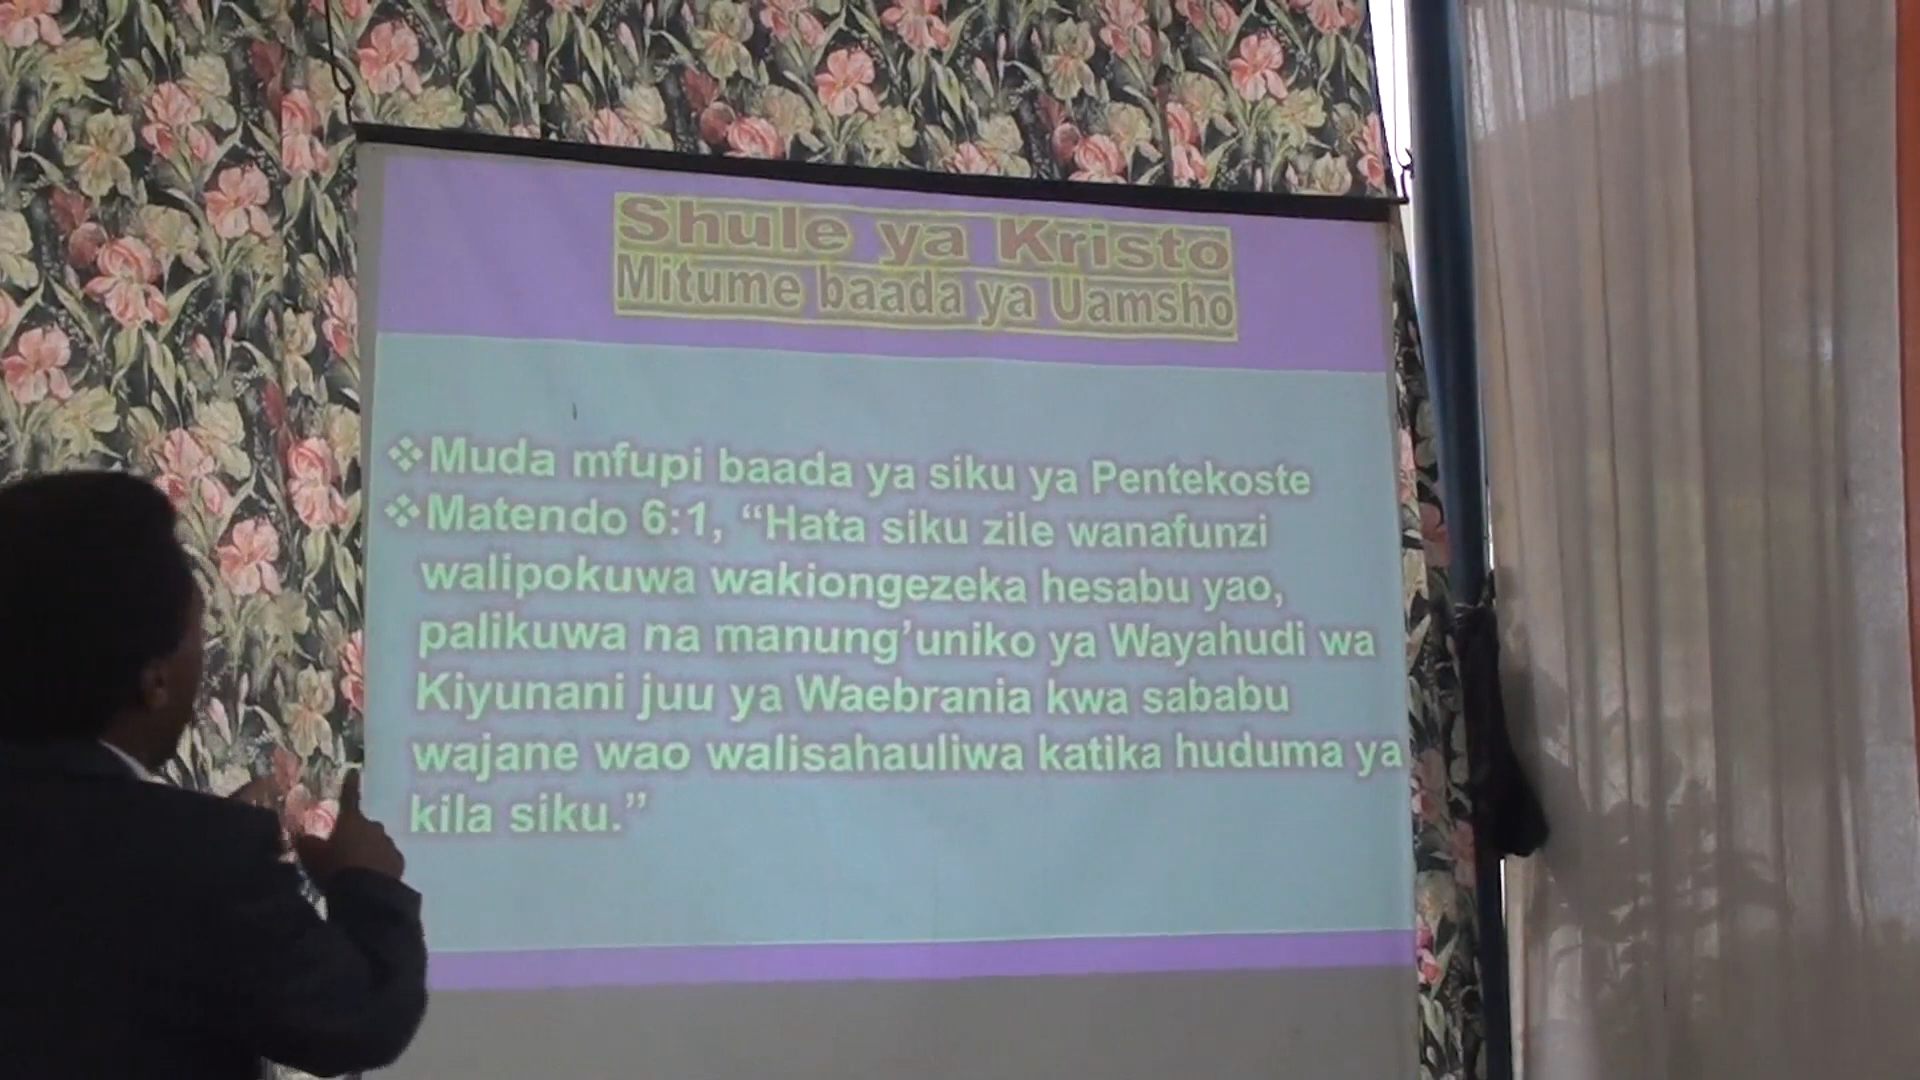 Shule ya Kristo
Mitume baada ya Uamsho
❖Muda mfupi baada ya siku ya Pentekoste
❖Matendo 6:1, “Hata siku zile wanafunzi
walipokuwa wakiongezeka hesabu yao,
palikuwa na manung’uniko ya Wayahudi wa
Kiyunani juu ya Waebrania kwa sababu
wajane wao walisahauliwa katika huduma ya
kila siku.”